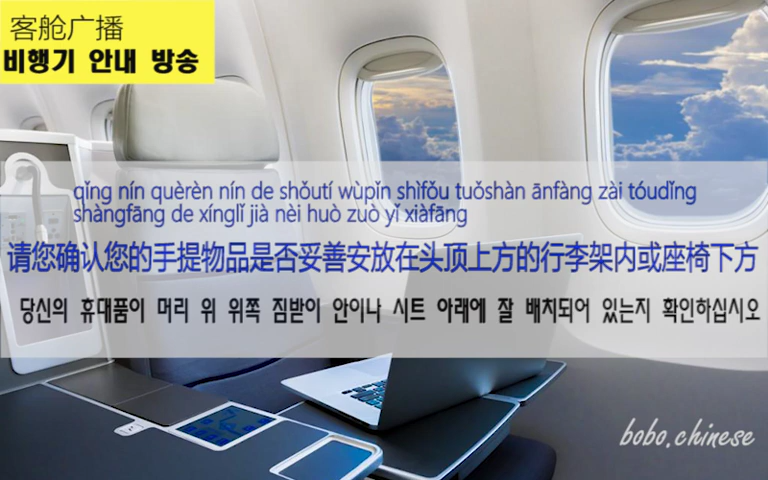 客舱广播
비행기 안내 방송
qǐng nín quèrèn nín de shǒutí wùpǐn shìfǒu tuǒshàn ānfàng zài tóudǐng
shàngfāng de xínglǐ jià nèi huò zuò yǐ xiàfāng
请您确认您的手提物品是否妥善安放在头顶上方的行李架内或座椅下方
당신의 휴대품이 머리 위 위쪽 짐받이 안이나 시트 아래에 잘 배치되어 있는지 확인하십시오
bobo.chinese